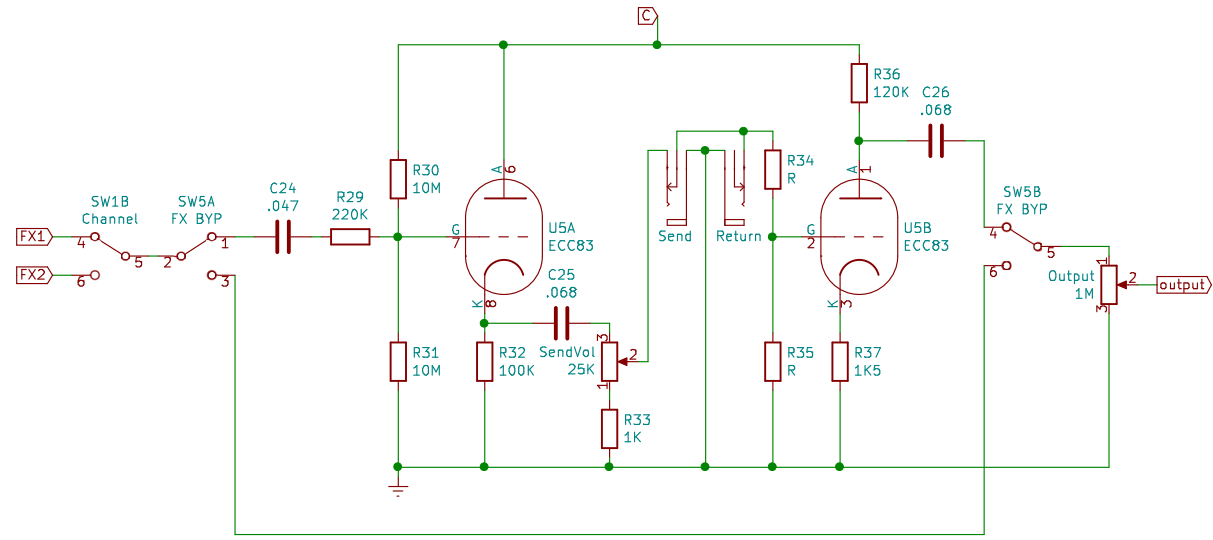 C
R36
120K
C26
.068
A
6
R30
10M
R34
R
A
1
C24
.047
R29
220K
SW1B
Channel
SW5A
FX BYP
SW5B
FX BYP
FX1
4
5
2
1
G
7
U5A
ECC83
Send
Return
G
2
U5B
ECC83
4
5
FX2
6
3
K
8
C25
.068
K
3
6
Output
1M
1
2
3
output
R31
10M
R32
100K
SendVol
25K
3
2
1
R35
R
R37
1K5
R33
1K